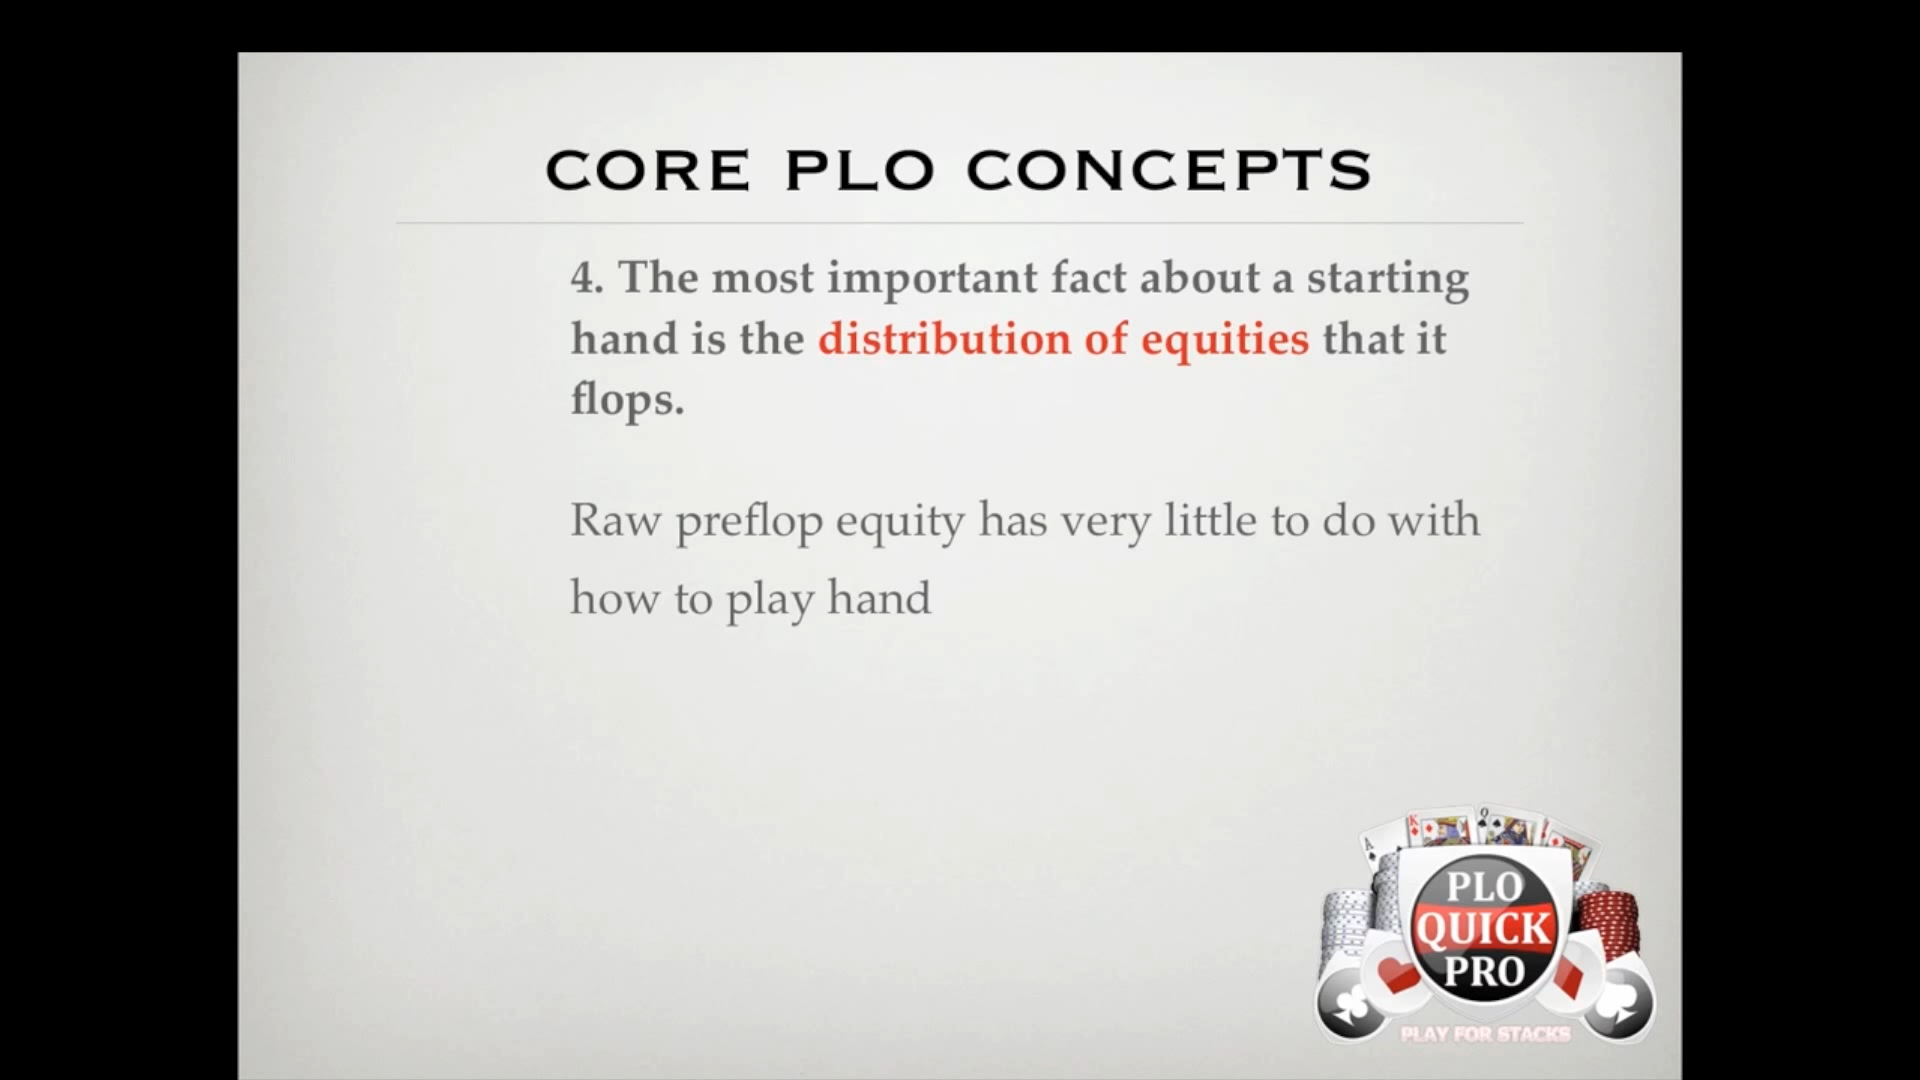 CORE PLO CONCEPTS
4. The most important fact about a starting
hand is the distribution of equities that it
flops.
Raw preflop equity has very little to do with
how to play hand
A
K
Q
PLO
QUICK
PRO
PLAY FOR STACKS